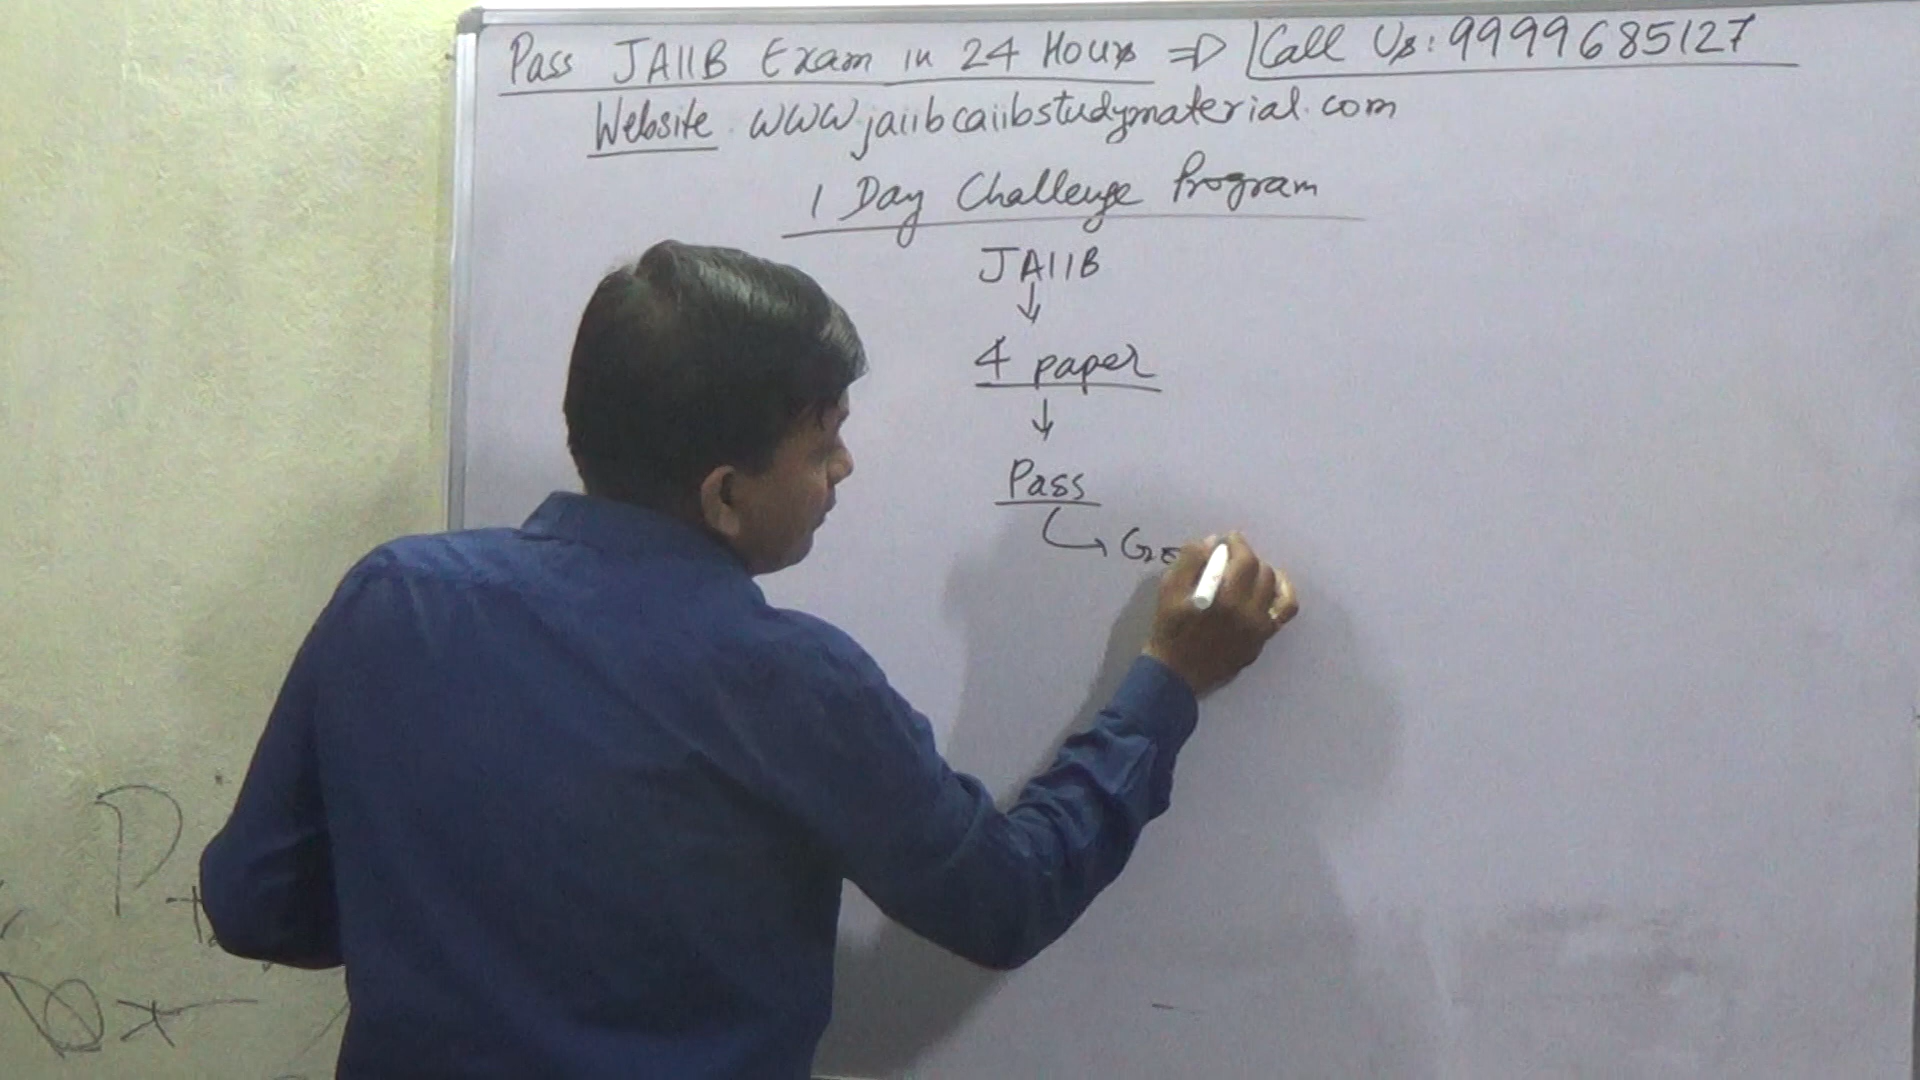 Pass JAIIB Exam in 24 Hours ⇒ Call Us: 9999685127
Website www.jaiibcaiibstudymaterial.com
1 Day Challenge Program
JAIIB
↓
4 paper
↓
Pass